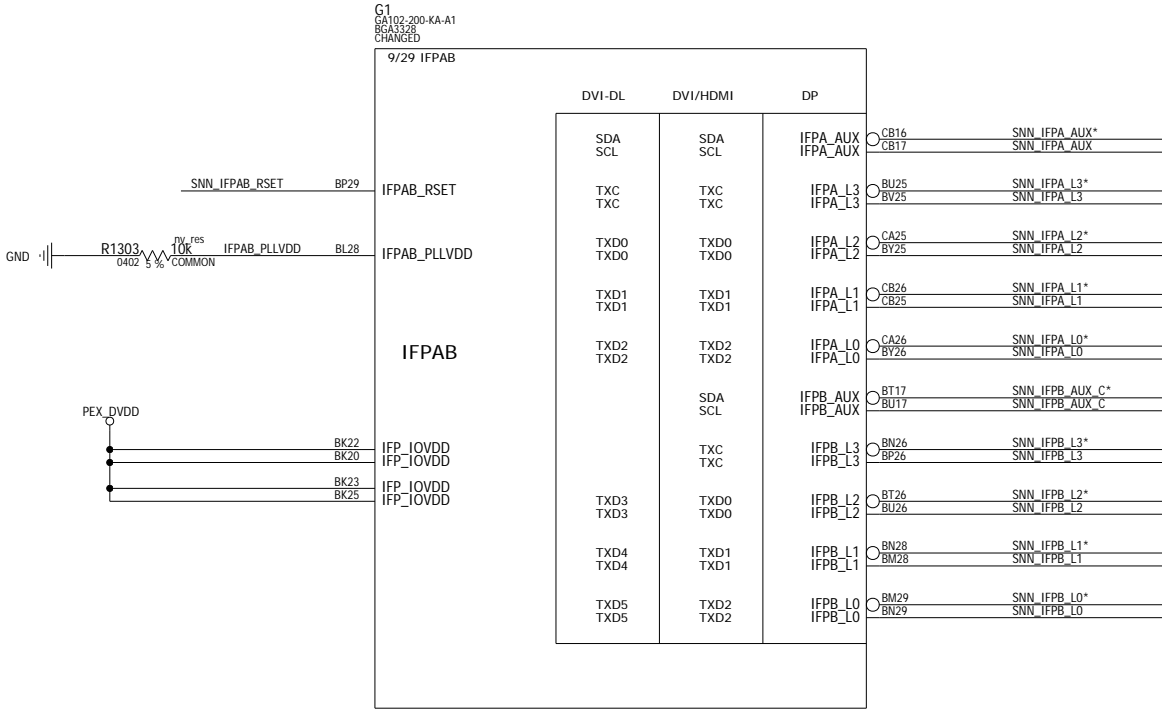 G1
GA102-200-KA-A1
BGA3328
CHANGED
9/29 IFPAB
DVI-DL DVI/HDMI DP
SDA SDA IFPA_AUX CB16 SNN_IFPA_AUX*
SCL SCL IFPA_AUX CB17 SNN_IFPA_AUX
SNN_IFPAB_RSET BP29 IFPAB_RSET TXC TXC IFPA_L3 BU25 SNN_IFPA_L3*
TXC TXC IFPA_L3 BV25 SNN_IFPA_L3
TXD0 TXD0 IFPA_L2 CA25 SNN_IFPA_L2*
GND R1303 nv_res 10k IFPAB_PLLVDD BL28 IFPAB_PLLVDD TXD0 TXD0 IFPA_L2 BY25 SNN_IFPA_L2
0402 5 % COMMON
TXD1 TXD1 IFPA_L1 CB26 SNN_IFPA_L1*
TXD1 TXD1 IFPA_L1 CB25 SNN_IFPA_L1
IFPAB TXD2 TXD2 IFPA_L0 CA26 SNN_IFPA_L0*
TXD2 TXD2 IFPA_L0 BY26 SNN_IFPA_L0
SDA IFPB_AUX BT17 SNN_IFPB_AUX_C*
SCL IFPB_AUX BU17 SNN_IFPB_AUX_C
PEX_DVDD
BK22 IFP_IOVDD TXC IFPB_L3 BN26 SNN_IFPB_L3*
BK20 IFP_IOVDD TXC IFPB_L3 BP26 SNN_IFPB_L3
BK23 IFP_IOVDD TXD3 TXD0 IFPB_L2 BT26 SNN_IFPB_L2*
BK25 IFP_IOVDD TXD3 TXD0 IFPB_L2 BU26 SNN_IFPB_L2
TXD4 TXD1 IFPB_L1 BN28 SNN_IFPB_L1*
TXD4 TXD1 IFPB_L1 BM28 SNN_IFPB_L1
TXD5 TXD2 IFPB_L0 BM29 SNN_IFPB_L0*
TXD5 TXD2 IFPB_L0 BN29 SNN_IFPB_L0